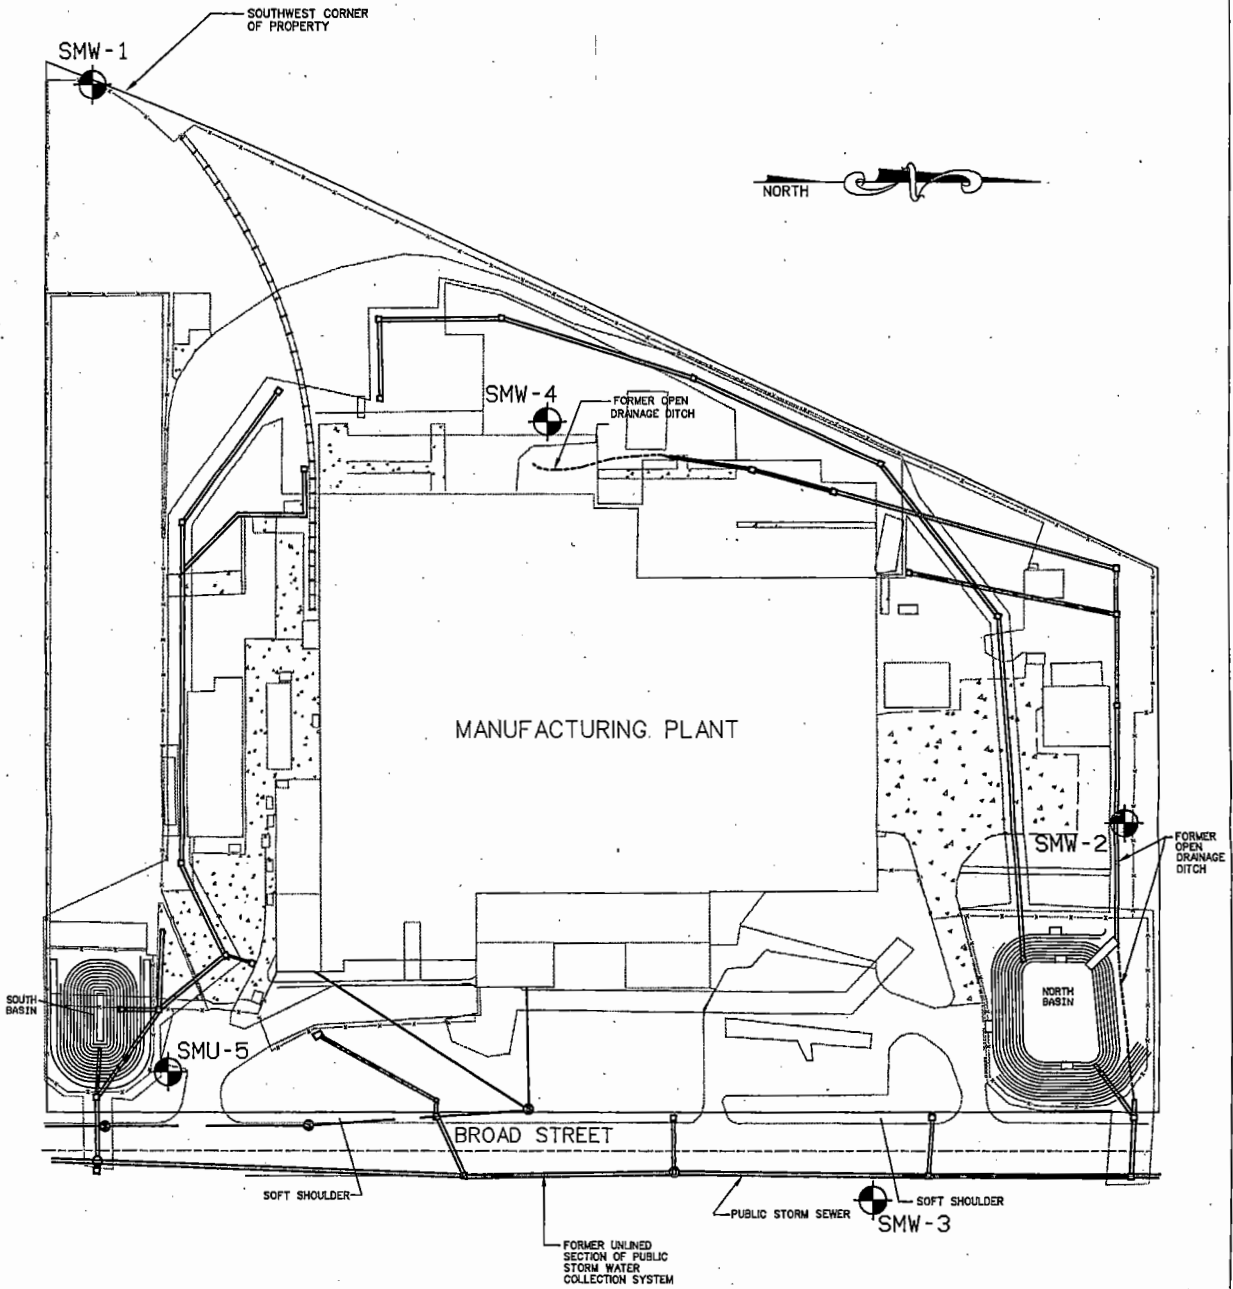 SOUTHWEST CORNER
OF PROPERTY
SMW-1
NORTH
SMW-4
FORMER OPEN
DRAINAGE DITCH
MANUFACTURING PLANT
SMW-2
FORMER
OPEN
DRAINAGE
DITCH
SOUTH
BASIN
NORTH
BASIN
SMU-5
BROAD STREET
SOFT SHOULDER
PUBLIC STORM SEWER
SOFT SHOULDER
SMW-3
FORMER UNLINED
SECTION OF PUBLIC
STORM WATER
COLLECTION SYSTEM